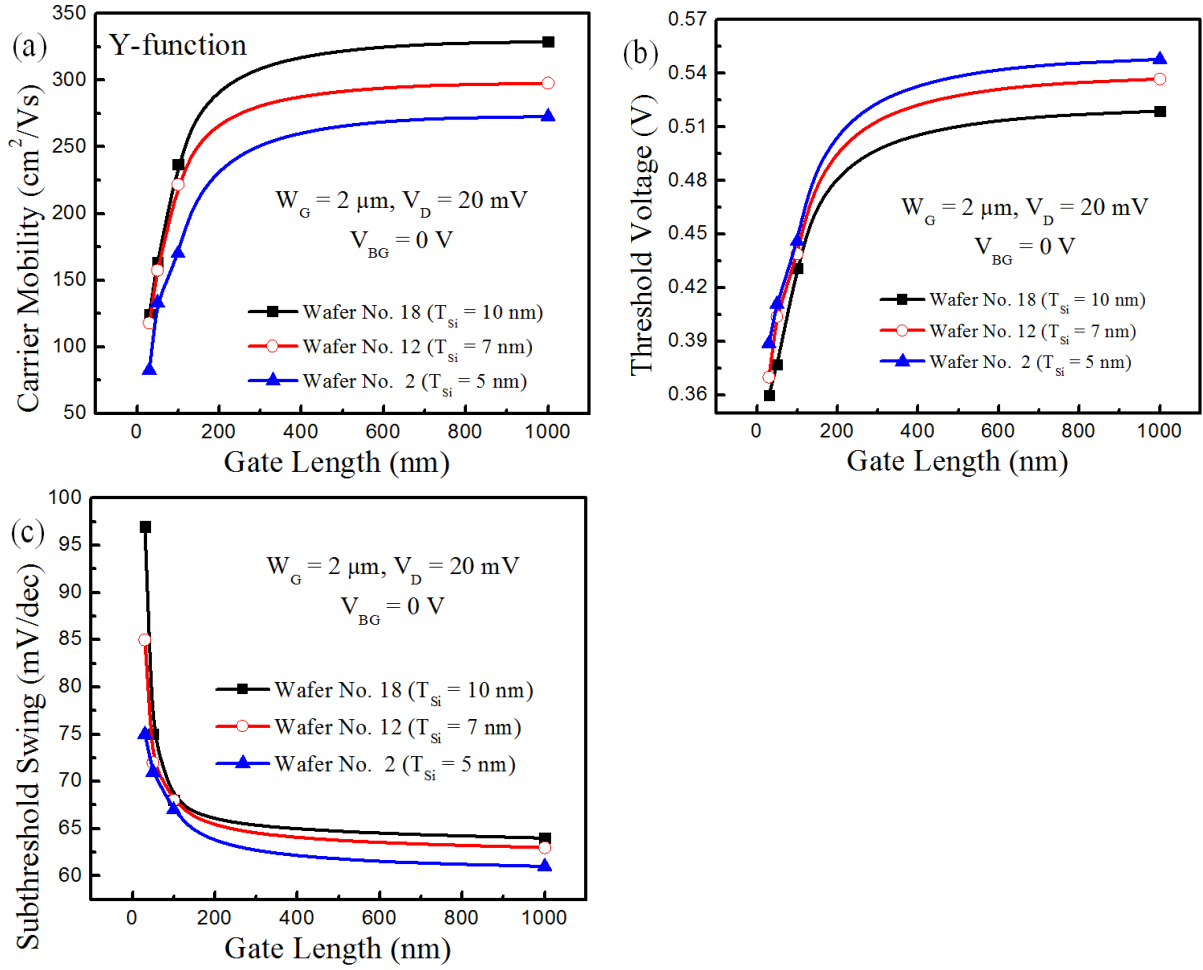 (a)
Y-function
350
300
250
200
150
100
50
Carrier Mobility (cm²/Vs)
W_G = 2 μm, V_D = 20 mV
V_BG = 0 V
Wafer No. 18 (T_Si = 10 nm)
Wafer No. 12 (T_Si = 7 nm)
Wafer No. 2 (T_Si = 5 nm)
0 200 400 600 800 1000
Gate Length (nm)
(b)
0.57
0.54
0.51
0.48
0.45
0.42
0.39
0.36
Threshold Voltage (V)
W_G = 2 μm, V_D = 20 mV
V_BG = 0 V
Wafer No. 18 (T_Si = 10 nm)
Wafer No. 12 (T_Si = 7 nm)
Wafer No. 2 (T_Si = 5 nm)
0 200 400 600 800 1000
Gate Length (nm)
(c)
100
95
90
85
80
75
70
65
60
Subthreshold Swing (mV/dec)
W_G = 2 μm, V_D = 20 mV
V_BG = 0 V
Wafer No. 18 (T_Si = 10 nm)
Wafer No. 12 (T_Si = 7 nm)
Wafer No. 2 (T_Si = 5 nm)
0 200 400 600 800 1000
Gate Length (nm)